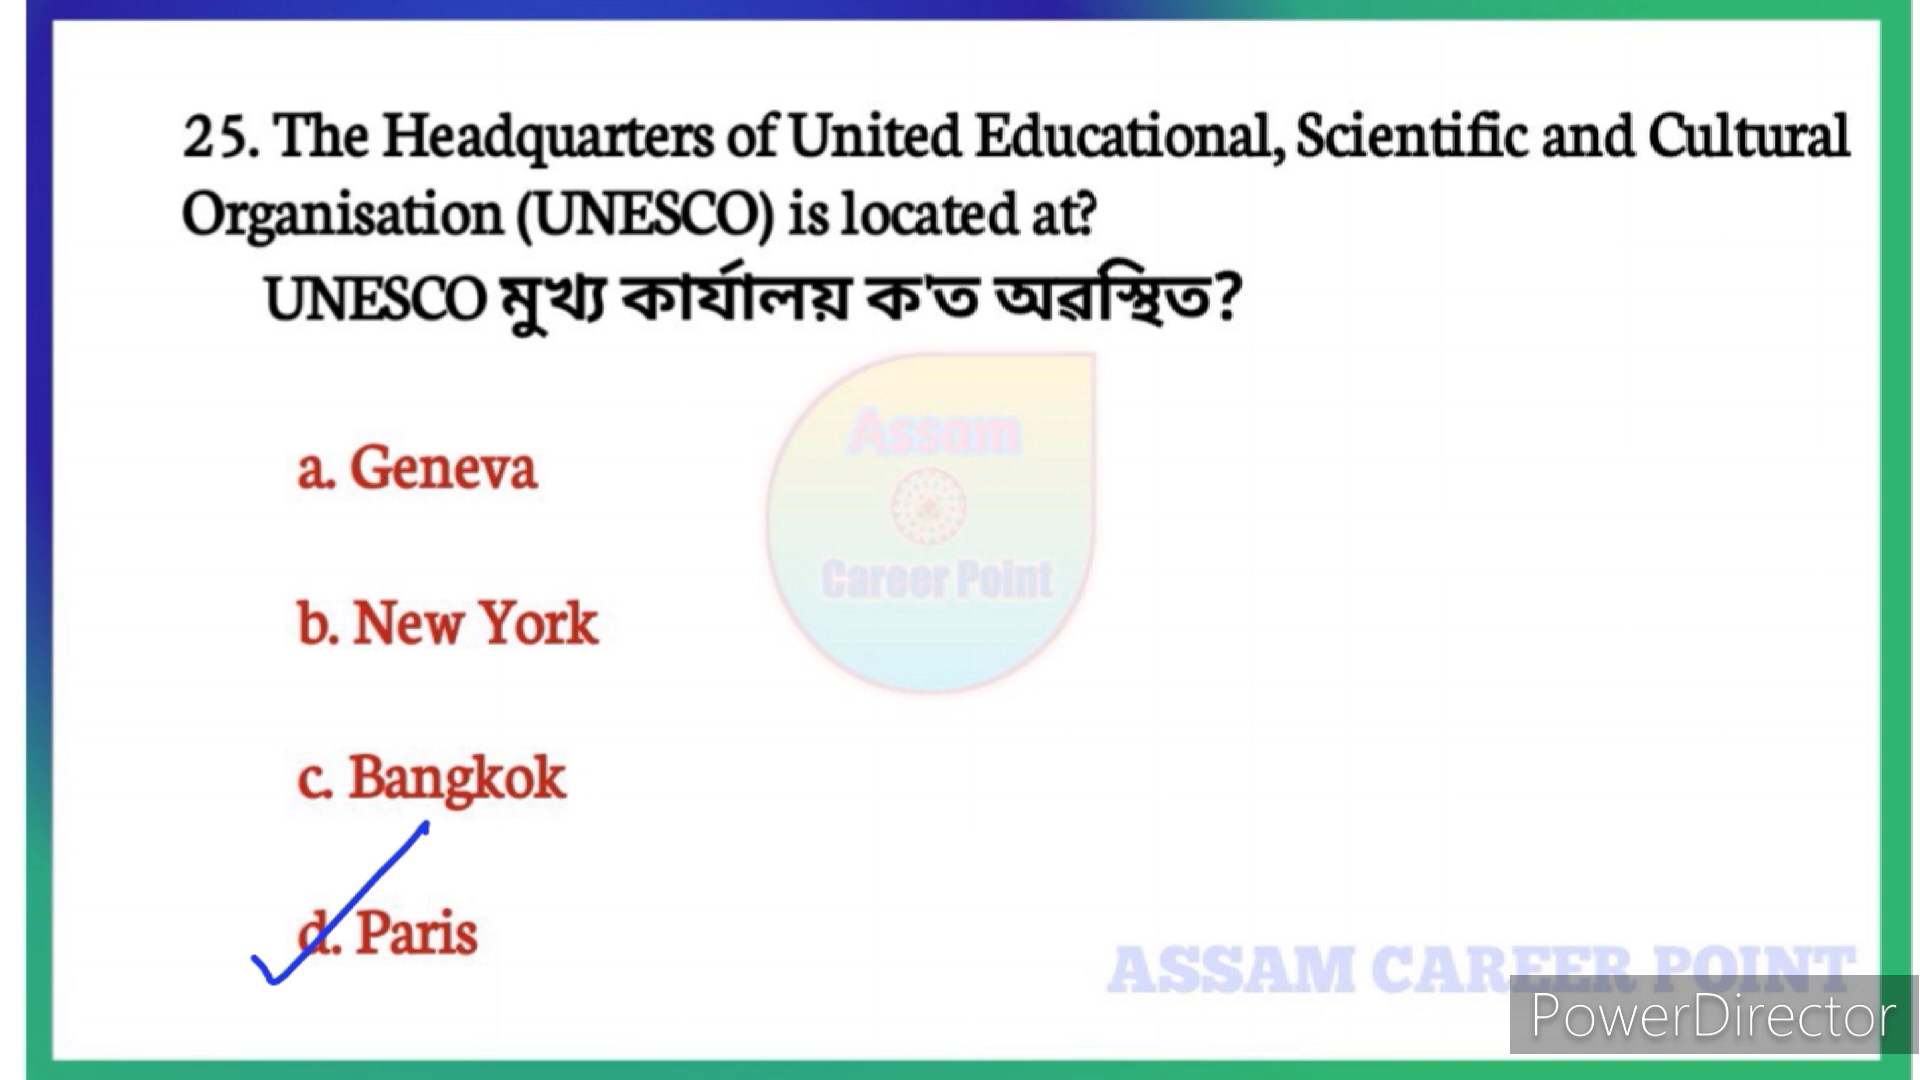 25. The Headquarters of United Educational, Scientific and Cultural
Organisation (UNESCO) is located at?
UNESCO মুখ্য কাৰ্যালয় ক'ত অৱস্থিত?
Assam
Career Point
a. Geneva
b. New York
c. Bangkok
d. Paris
ASSAM CAREER POINT
PowerDirector